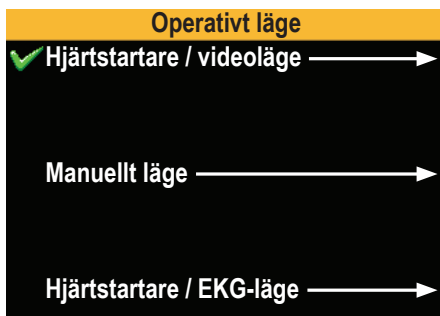 Operativt läge
Hjärtstartare / videoläge
Manuellt läge
Hjärtstartare / EKG-läge